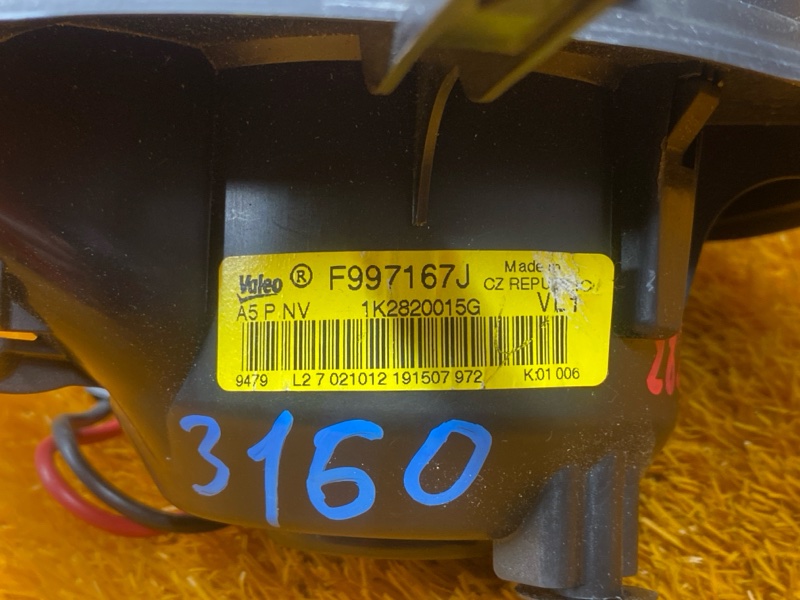 Valeo ® F997167J Made in
CZ REPUBLIC
A5 P NV 1K2820015G
9479 L2 7 021012 191507 972 K:01 006
3160